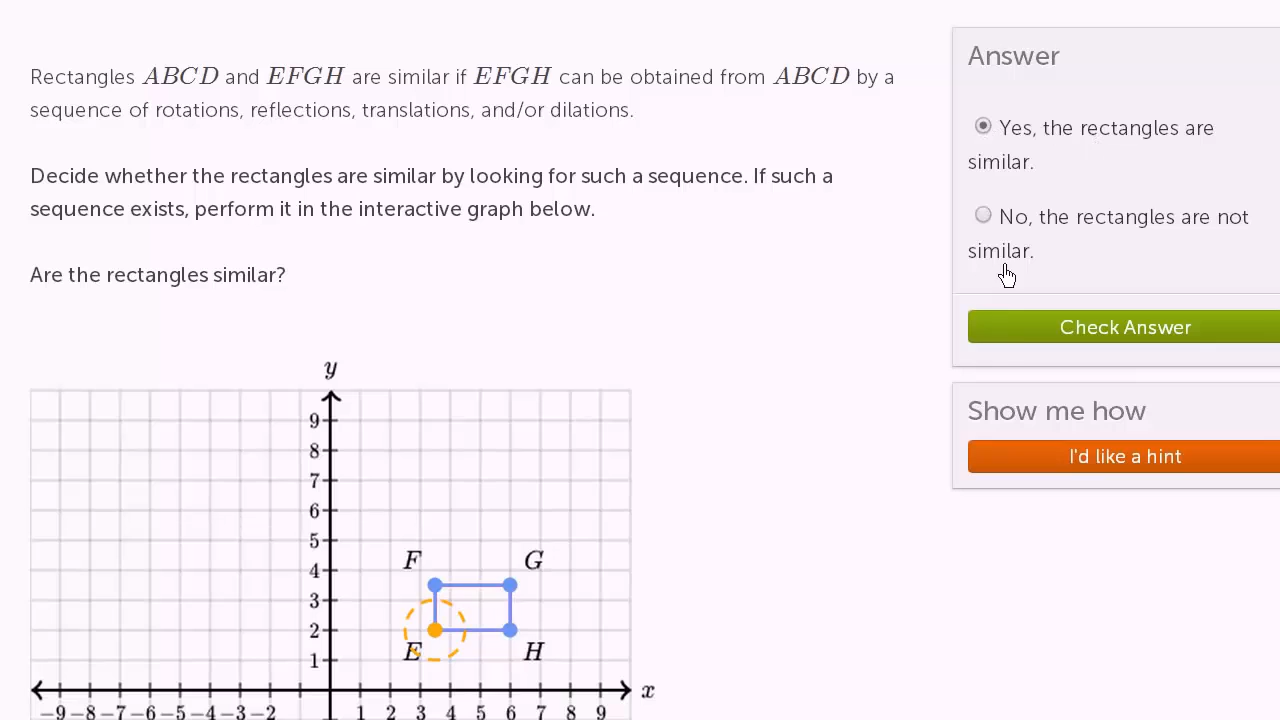 Rectangles ABCD and EFGH are similar if EFGH can be obtained from ABCD by a
sequence of rotations, reflections, translations, and/or dilations.
Decide whether the rectangles are similar by looking for such a sequence. If such a
sequence exists, perform it in the interactive graph below.
Are the rectangles similar?
y
9
8
7
6
5
4
3
2
1
F G
E H
x
−9 −8 −7 −6 −5 −4 −3 −2 1 2 3 4 5 6 7 8 9
Answer
Yes, the rectangles are
similar.
No, the rectangles are not
similar.
Check Answer
Show me how
I'd like a hint